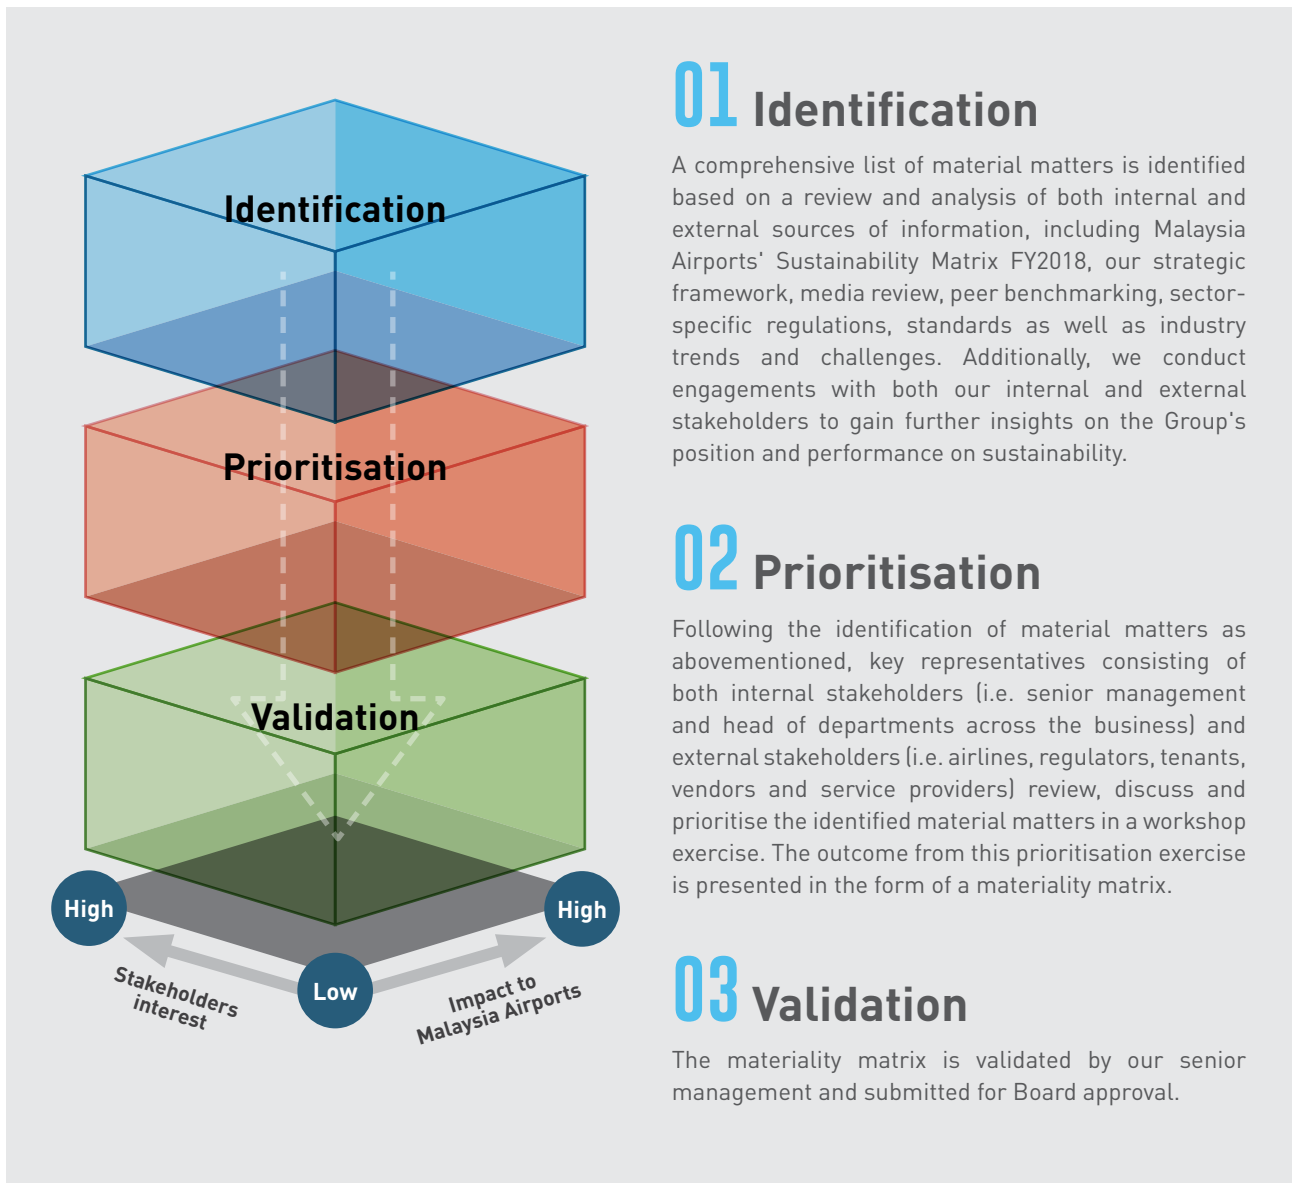 Identification
Prioritisation
Validation
High
High
Low
Stakeholders
interest
Impact to
Malaysia Airports
01 Identification
A comprehensive list of material matters is identified
based on a review and analysis of both internal and
external sources of information, including Malaysia
Airports' Sustainability Matrix FY2018, our strategic
framework, media review, peer benchmarking, sector-
specific regulations, standards as well as industry
trends and challenges. Additionally, we conduct
engagements with both our internal and external
stakeholders to gain further insights on the Group's
position and performance on sustainability.
02 Prioritisation
Following the identification of material matters as
abovementioned, key representatives consisting of
both internal stakeholders (i.e. senior management
and head of departments across the business) and
external stakeholders (i.e. airlines, regulators, tenants,
vendors and service providers) review, discuss and
prioritise the identified material matters in a workshop
exercise. The outcome from this prioritisation exercise
is presented in the form of a materiality matrix.
03 Validation
The materiality matrix is validated by our senior
management and submitted for Board approval.